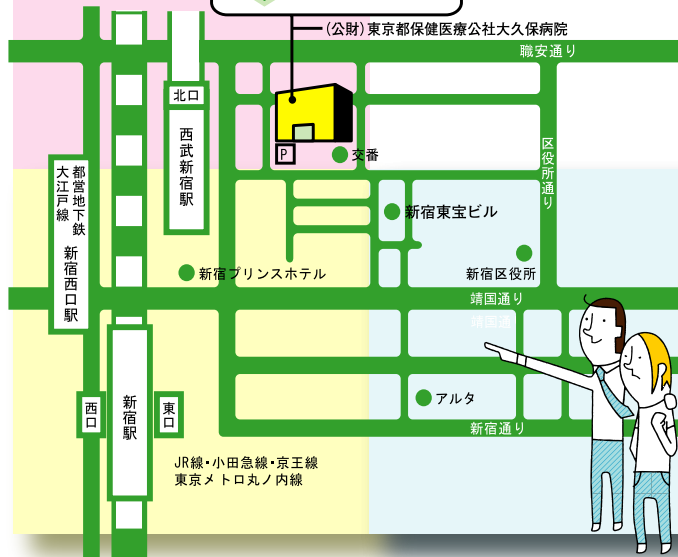 (公財)東京都保健医療公社大久保病院
職安通り
北口
西武新宿駅
P
交番
区役所通り
都営地下鉄
大江戸線
新宿西口駅
新宿東宝ビル
新宿プリンスホテル
新宿区役所
靖国通り
靖国通
西口
新宿駅
東口
アルタ
新宿通り
JR線・小田急線・京王線
東京メトロ丸ノ内線